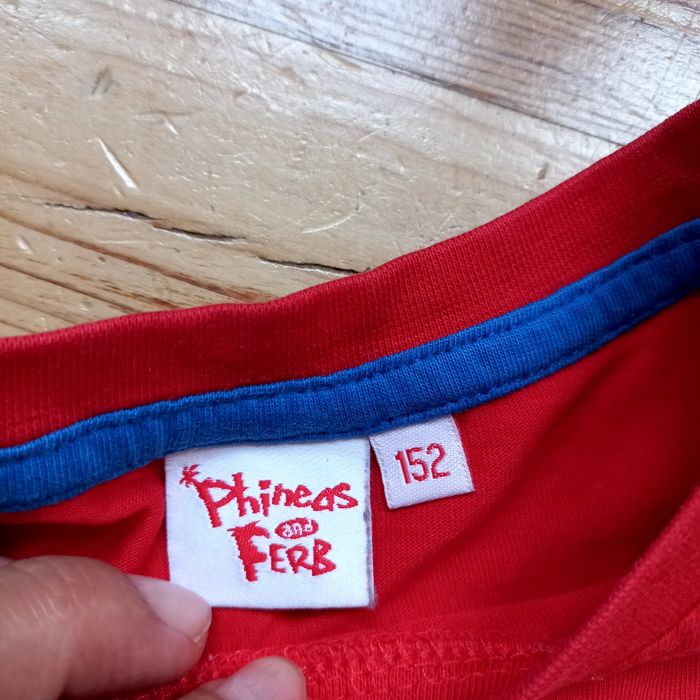 Phineas
and
FERB
152